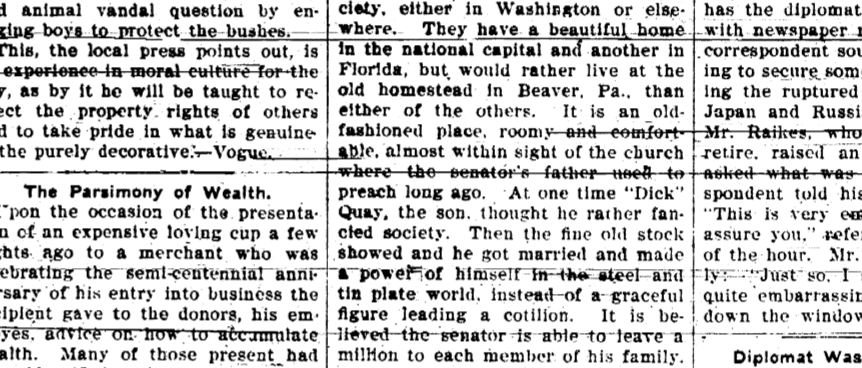 d animal vandal question by en-
ging boys to protect the bushes.
This, the local press points out, is
experience in moral culture for the
y, as by it he will be taught to re-
ect the property rights of others
d to take pride in what is genuine-
the purely decorative.—Vogue.
The Parsimony of Wealth.
Upon the occasion of the presenta-
n of an expensive loving cup a few
ghts ago to a merchant who was
ebrating the semi-centennial anni-
rsary of his entry into business the
cipient gave to the donors, his em-
yes, advice on how to accumulate
alth. Many of those present had
ciety, either in Washington or else-
where. They have a beautiful home
in the national capital and another in
Florida, but would rather live at the
old homestead in Beaver, Pa., than
either of the others. It is an old-
fashioned place, roomy and comfort-
able, almost within sight of the church
where the senator's father used to
preach long ago. At one time "Dick"
Quay, the son, thought he rather fan-
cied society. Then the fine old stock
showed and he got married and made
a power of himself in the steel and
tin plate world, instead of a graceful
figure leading a cotilion. It is be-
lieved the senator is able to leave a
million to each member of his family.
has the diplomat
with newspaper
correspondent sou
ing to secure som
ing the ruptured
Japan and Russi
Mr. Raikes, who
retire, raised an
asked what was
spondent told his
"This is very em
assure you," refe
of the hour. Mr.
ly: "Just so, I
quite embarrassin
down the window
Diplomat Was